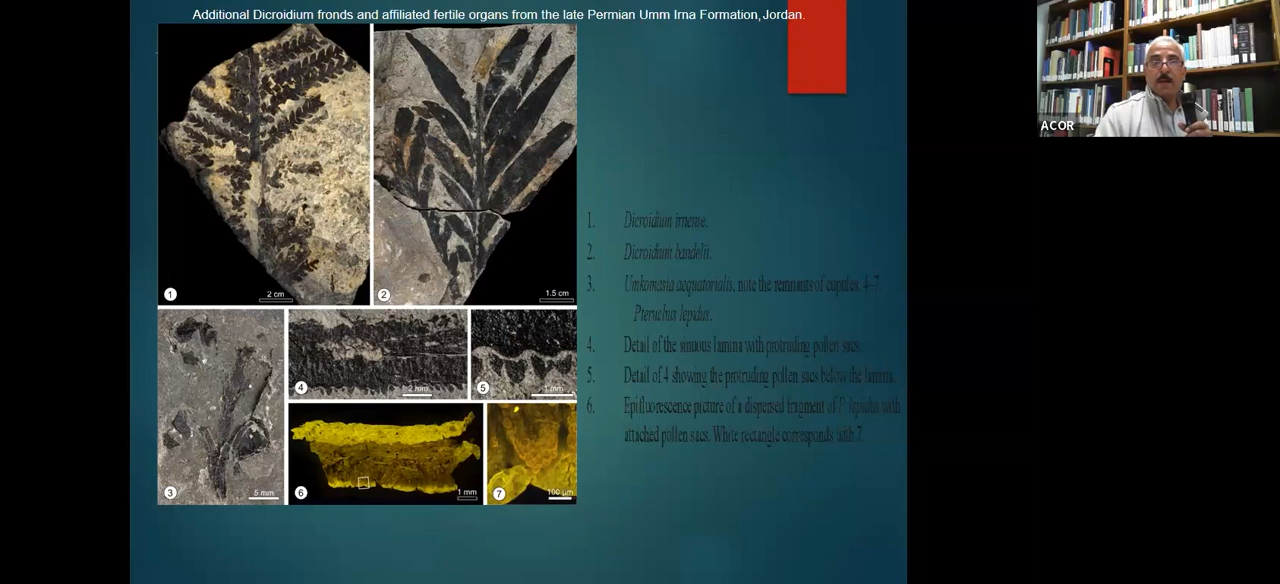 Additional Dicroidium fronds and affiliated fertile organs from the late Permian Umm Irna Formation, Jordan.
ACOR
1
2 cm
2
1.5 cm
3
5 mm
4
2 mm
5
1 mm
6
1 mm
7
100 µm
1. Dicroidium irnense.
2. Dicroidium bandelii.
3. Umkomasia aequatorialis, note the remnants of cupules. 4–7.
Pteruchus lepidus.
4. Detail of the sinuous lamina with protruding pollen sacs.
5. Detail of 4 showing the protruding pollen sacs below the lamina.
6. Epifluorescence picture of a dispersed fragment of P. lepidus with
attached pollen sacs. White rectangle corresponds with 7.